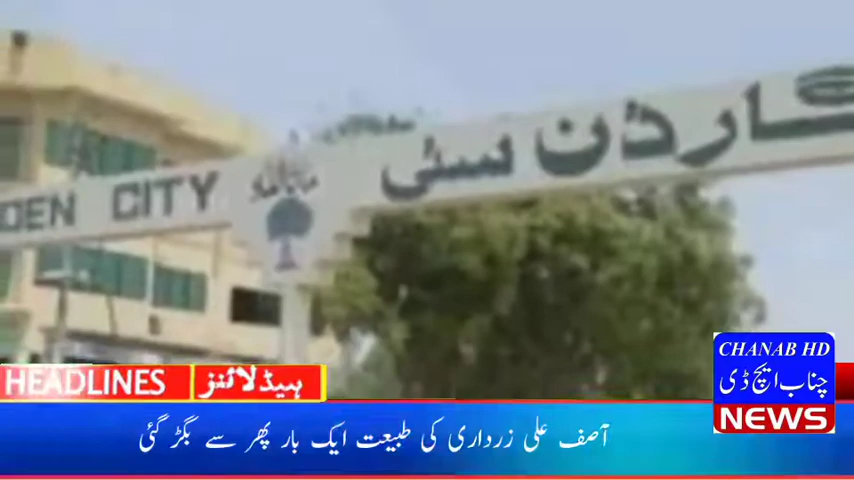 گارڈن سٹی
DEN CITY
ماشاءاللہ
CHANAB HD
چناب ایچ ڈی
NEWS
HEADLINES ہیڈ لائنز
آصف علی زرداری کی طبیعت ایک بار پھر سے بگڑ گئی